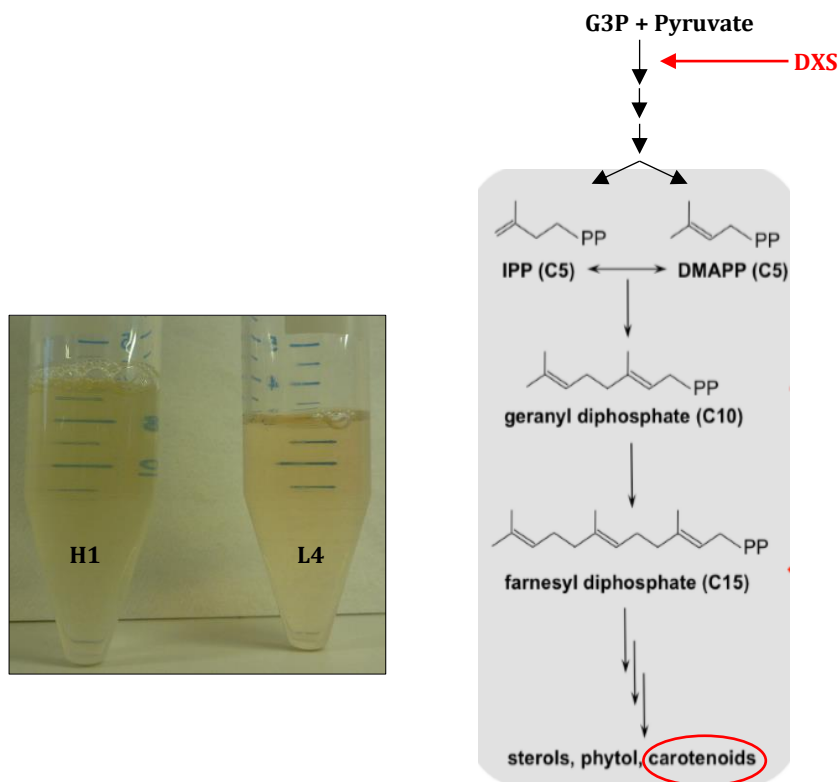 G3P + Pyruvate
DXS
PP
PP
IPP (C5)
DMAPP (C5)
PP
geranyl diphosphate (C10)
PP
farnesyl diphosphate (C15)
sterols, phytol, carotenoids
H1
L4
4